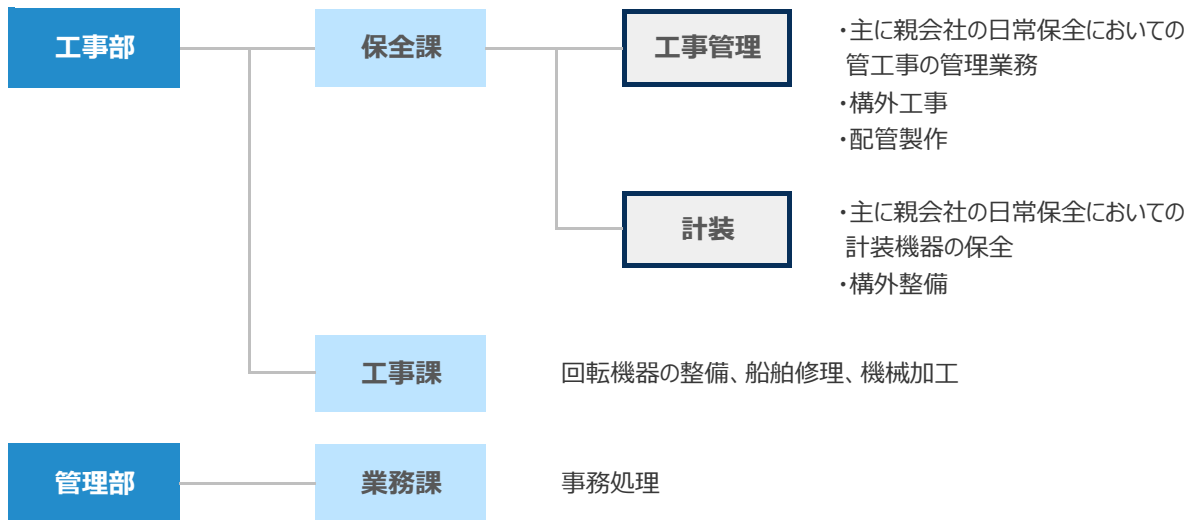 工事部
保全課
工事管理
・主に親会社の日常保全においての
管工事の管理業務
・構外工事
・配管製作
計装
・主に親会社の日常保全においての
計装機器の保全
・構外整備
工事課
回転機器の整備、船舶修理、機械加工
管理部
業務課
事務処理